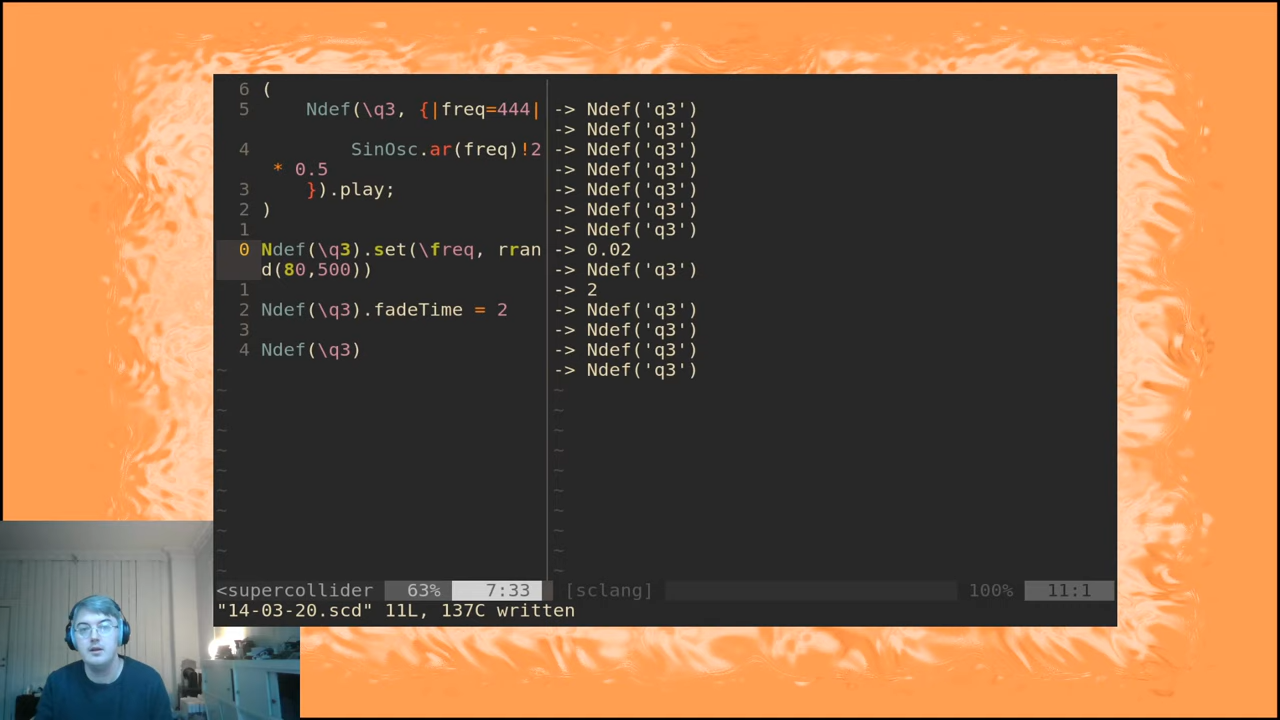 6 (
5     Ndef(\q3, {|freq=444|
4         SinOsc.ar(freq)!2
 * 0.5
3     }).play;
2 )
1
0 Ndef(\q3).set(\freq, rran
d(80,500))
1
2 Ndef(\q3).fadeTime = 2
3
4 Ndef(\q3)
~
~
~
~
~
~
~
~
~
~
~
-> Ndef('q3')
-> Ndef('q3')
-> Ndef('q3')
-> Ndef('q3')
-> Ndef('q3')
-> Ndef('q3')
-> Ndef('q3')
-> 0.02
-> Ndef('q3')
-> 2
-> Ndef('q3')
-> Ndef('q3')
-> Ndef('q3')
-> Ndef('q3')
~
~
~
~
~
~
~
~
~
~
<supercollider 63% 7:33
[sclang] 100% 11:1
"14-03-20.scd" 11L, 137C written